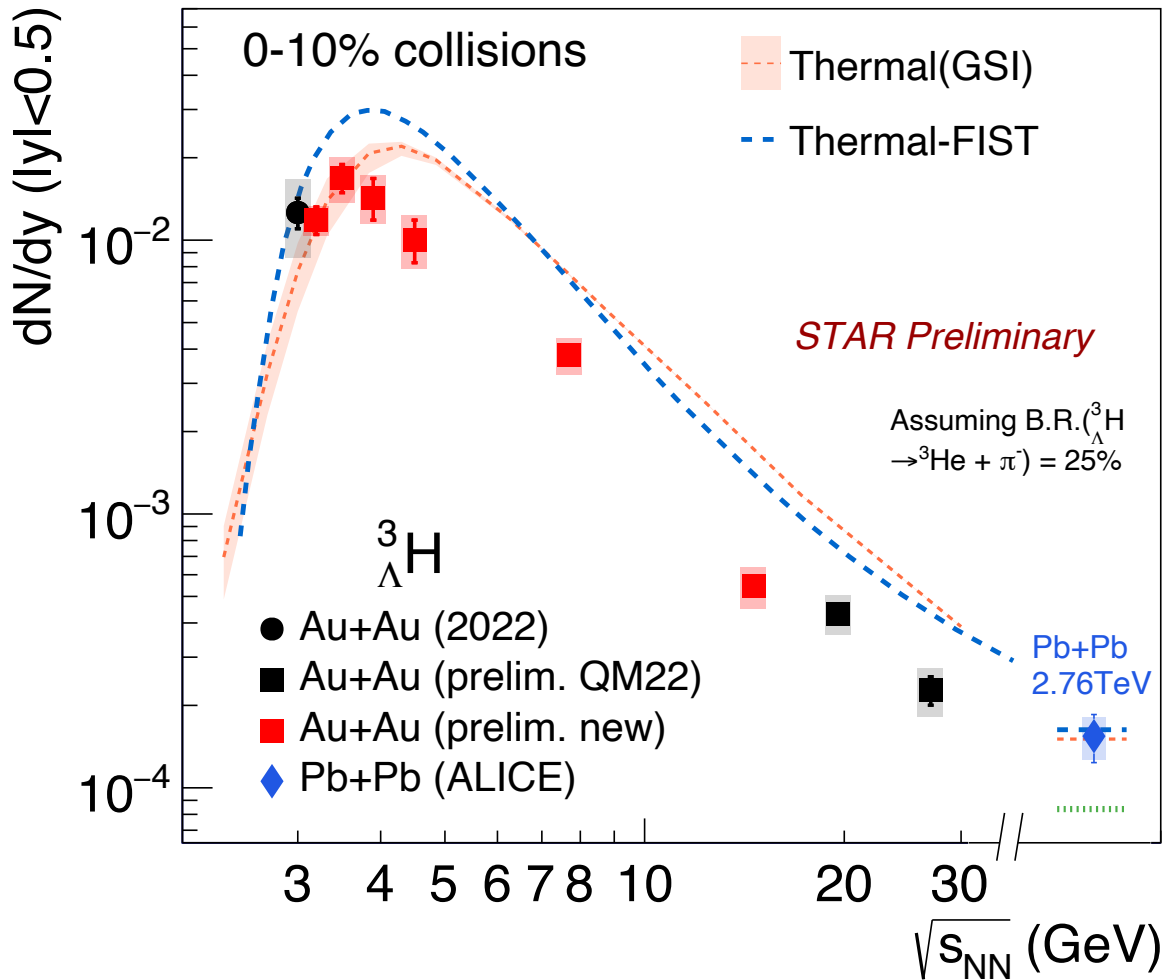 0-10% collisions
Thermal(GSI)
Thermal-FIST
dN/dy (|y|<0.5)
10⁻²
10⁻³
10⁻⁴
STAR Preliminary
Assuming B.R.(³ΛH
→³He + π⁻) = 25%
³ΛH
Au+Au (2022)
Au+Au (prelim. QM22)
Au+Au (prelim. new)
Pb+Pb (ALICE)
Pb+Pb
2.76TeV
3 4 5 6 7 8 10 20 30
√sNN (GeV)